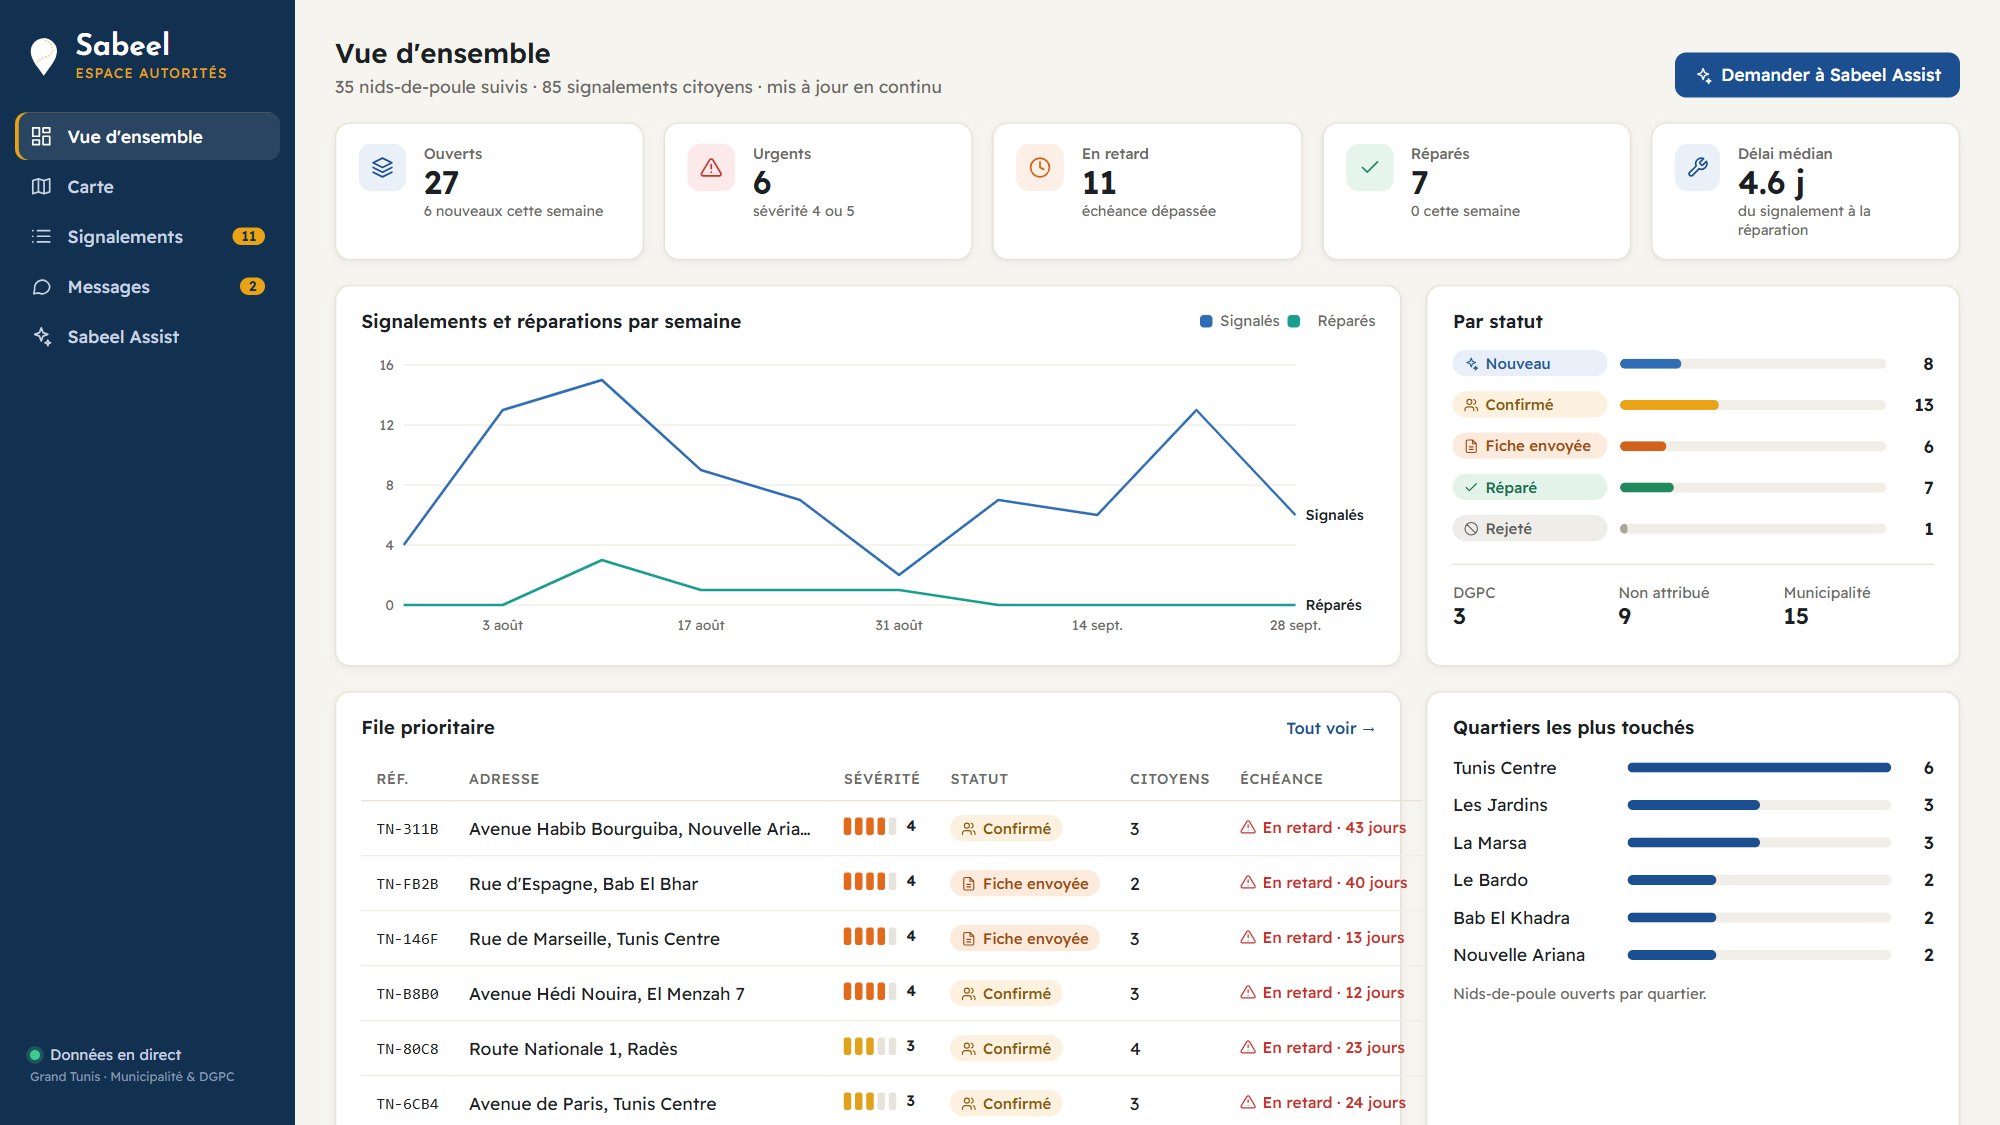 Sabeel
ESPACE AUTORITÉS
Vue d'ensemble
Carte
Signalements 11
Messages 2
Sabeel Assist
Données en direct
Grand Tunis · Municipalité & DGPC
Vue d'ensemble
35 nids-de-poule suivis · 85 signalements citoyens · mis à jour en continu
Demander à Sabeel Assist
Ouverts
27
6 nouveaux cette semaine
Urgents
6
sévérité 4 ou 5
En retard
11
échéance dépassée
Réparés
7
0 cette semaine
Délai médian
4.6 j
du signalement à la
réparation
Signalements et réparations par semaine
Signalés Réparés
16
12
8
4
0
Signalés
Réparés
3 août 17 août 31 août 14 sept. 28 sept.
Par statut
Nouveau 8
Confirmé 13
Fiche envoyée 6
Réparé 7
Rejeté 1
DGPC Non attribué Municipalité
3 9 15
File prioritaire Tout voir →
RÉF. ADRESSE SÉVÉRITÉ STATUT CITOYENS ÉCHÉANCE
TN-311B Avenue Habib Bourguiba, Nouvelle Aria... 4 Confirmé 3 En retard · 43 jours
TN-FB2B Rue d'Espagne, Bab El Bhar 4 Fiche envoyée 2 En retard · 40 jours
TN-146F Rue de Marseille, Tunis Centre 4 Fiche envoyée 3 En retard · 13 jours
TN-B8B0 Avenue Hédi Nouira, El Menzah 7 4 Confirmé 3 En retard · 12 jours
TN-80C8 Route Nationale 1, Radès 3 Confirmé 4 En retard · 23 jours
TN-6CB4 Avenue de Paris, Tunis Centre 3 Confirmé 3 En retard · 24 jours
Quartiers les plus touchés
Tunis Centre 6
Les Jardins 3
La Marsa 3
Le Bardo 2
Bab El Khadra 2
Nouvelle Ariana 2
Nids-de-poule ouverts par quartier.